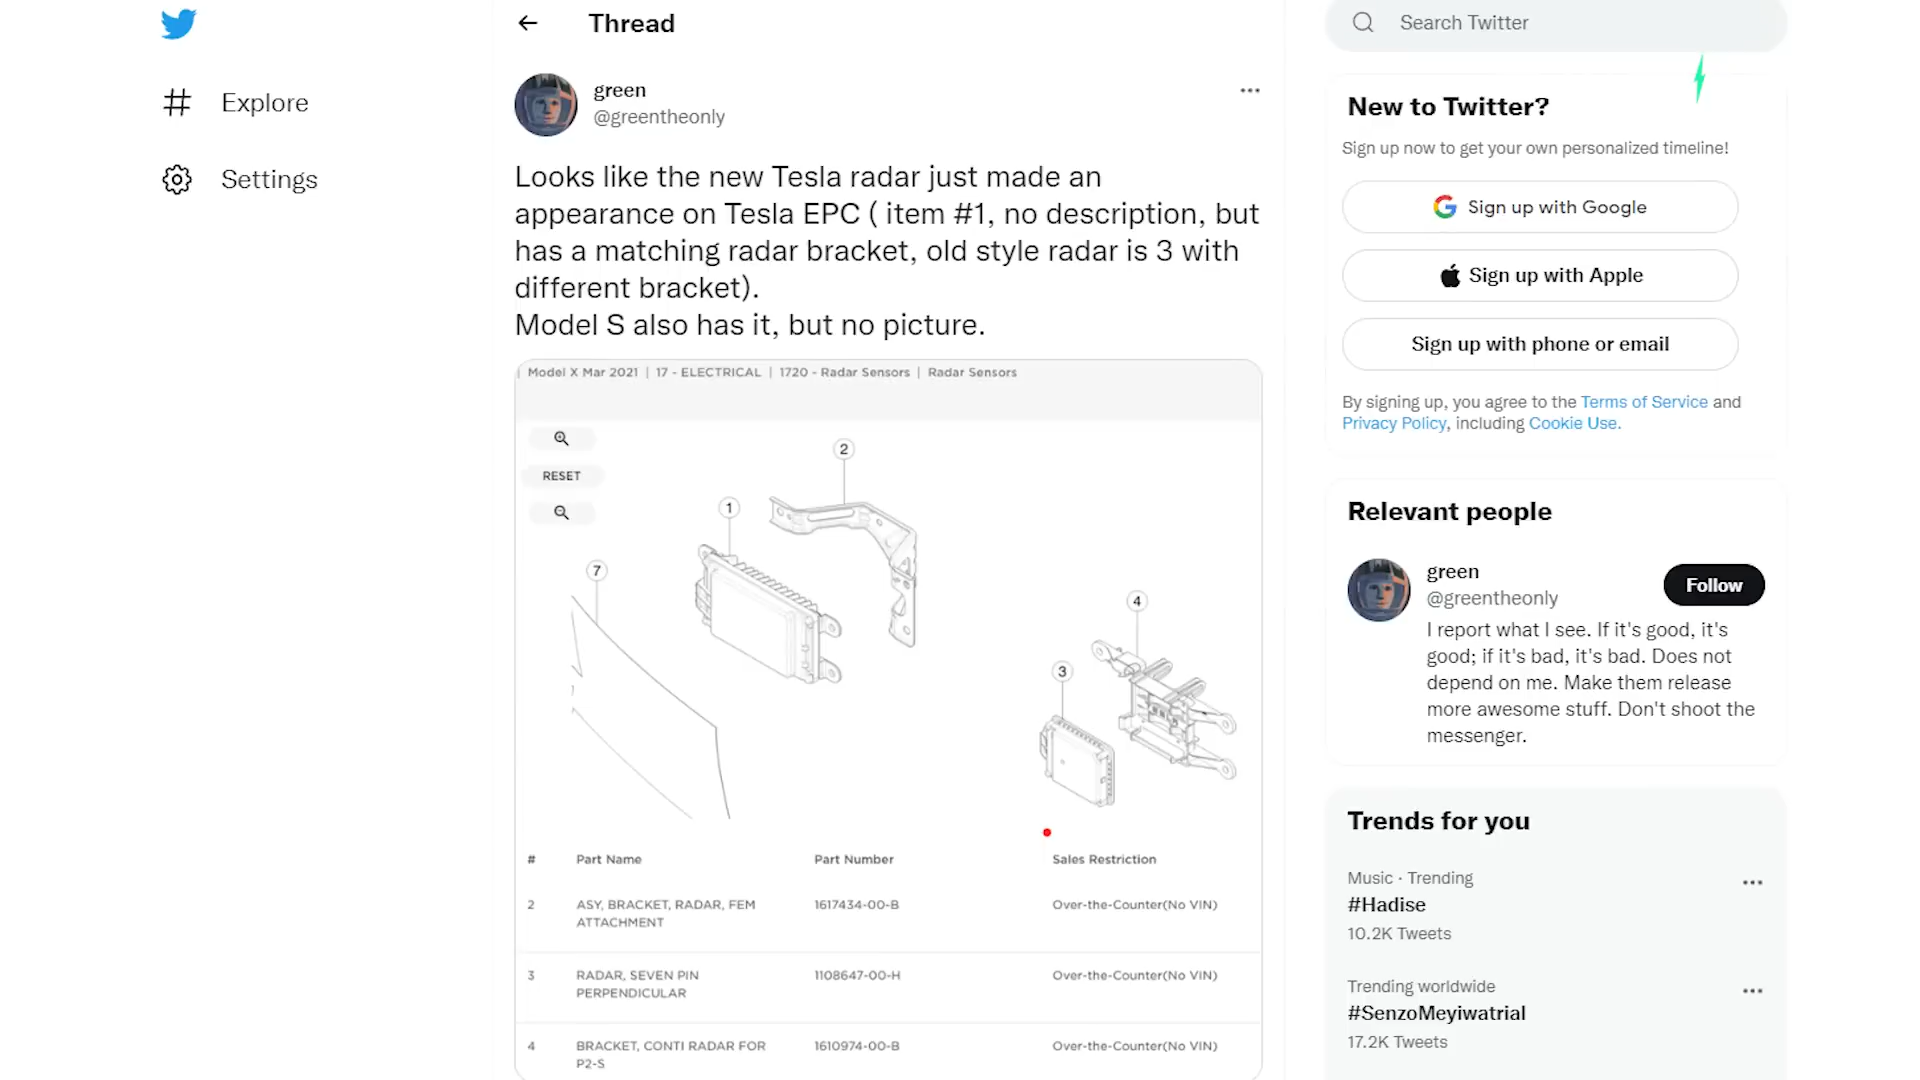 Thread
Search Twitter
Explore
Settings
green
@greentheonly
Looks like the new Tesla radar just made an
appearance on Tesla EPC ( item #1, no description, but
has a matching radar bracket, old style radar is 3 with
different bracket).
Model S also has it, but no picture.
Model X Mar 2021 | 17 - ELECTRICAL | 1720 - Radar Sensors | Radar Sensors
RESET
1
2
3
4
7
# Part Name Part Number Sales Restriction
2 ASY, BRACKET, RADAR, FEM 1617434-00-B Over-the-Counter(No VIN)
ATTACHMENT
3 RADAR, SEVEN PIN 1108647-00-H Over-the-Counter(No VIN)
PERPENDICULAR
4 BRACKET, CONTI RADAR FOR 1610974-00-B Over-the-Counter(No VIN)
P2-S
New to Twitter?
Sign up now to get your own personalized timeline!
Sign up with Google
Sign up with Apple
Sign up with phone or email
By signing up, you agree to the Terms of Service and
Privacy Policy, including Cookie Use.
Relevant people
green
@greentheonly
Follow
I report what I see. If it's good, it's
good; if it's bad, it's bad. Does not
depend on me. Make them release
more awesome stuff. Don't shoot the
messenger.
Trends for you
Music · Trending
#Hadise
10.2K Tweets
Trending worldwide
#SenzoMeyiwatrial
17.2K Tweets